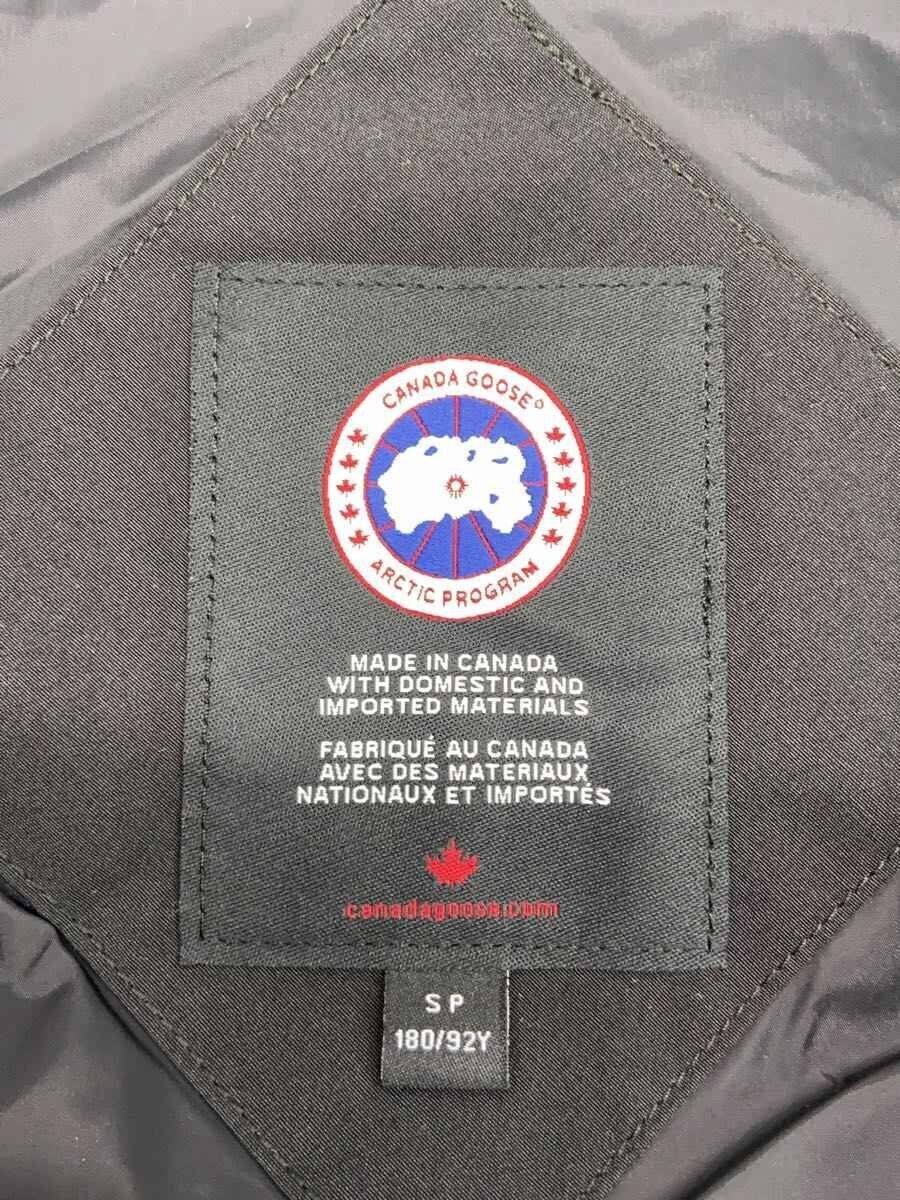 CANADA GOOSE®
ARCTIC PROGRAM
MADE IN CANADA
WITH DOMESTIC AND
IMPORTED MATERIALS
FABRIQUÉ AU CANADA
AVEC DES MATERIAUX
NATIONAUX ET IMPORTÉS
canadagoose.com
S P
180/92Y